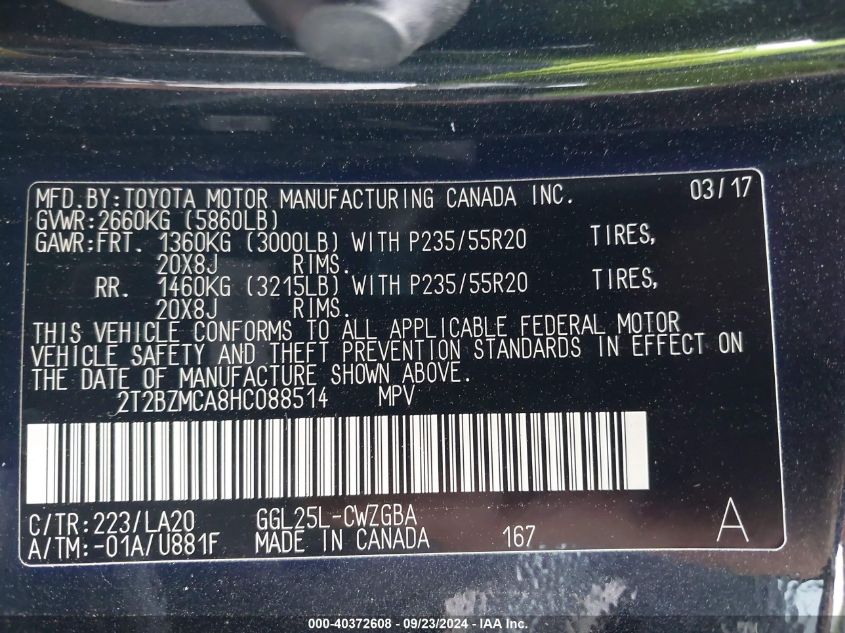 MFD.BY:TOYOTA MOTOR MANUFACTURING CANADA INC. 03/17
GVWR:2660KG (5860LB)
GAWR:FRT. 1360KG (3000LB) WITH P235/55R20 TIRES,
20X8J RIMS.
RR. 1460KG (3215LB) WITH P235/55R20 TIRES,
20X8J RIMS.
THIS VEHICLE CONFORMS TO ALL APPLICABLE FEDERAL MOTOR
VEHICLE SAFETY AND THEFT PREVENTION STANDARDS IN EFFECT ON
THE DATE OF MANUFACTURE SHOWN ABOVE.
2T2BZMCA8HC088514 MPV
C/TR:223/LA20 GGL25L-CWZGBA
A/TM:-01A/U881F MADE IN CANADA 167 A
000-40372608 - 09/23/2024 - IAA Inc.